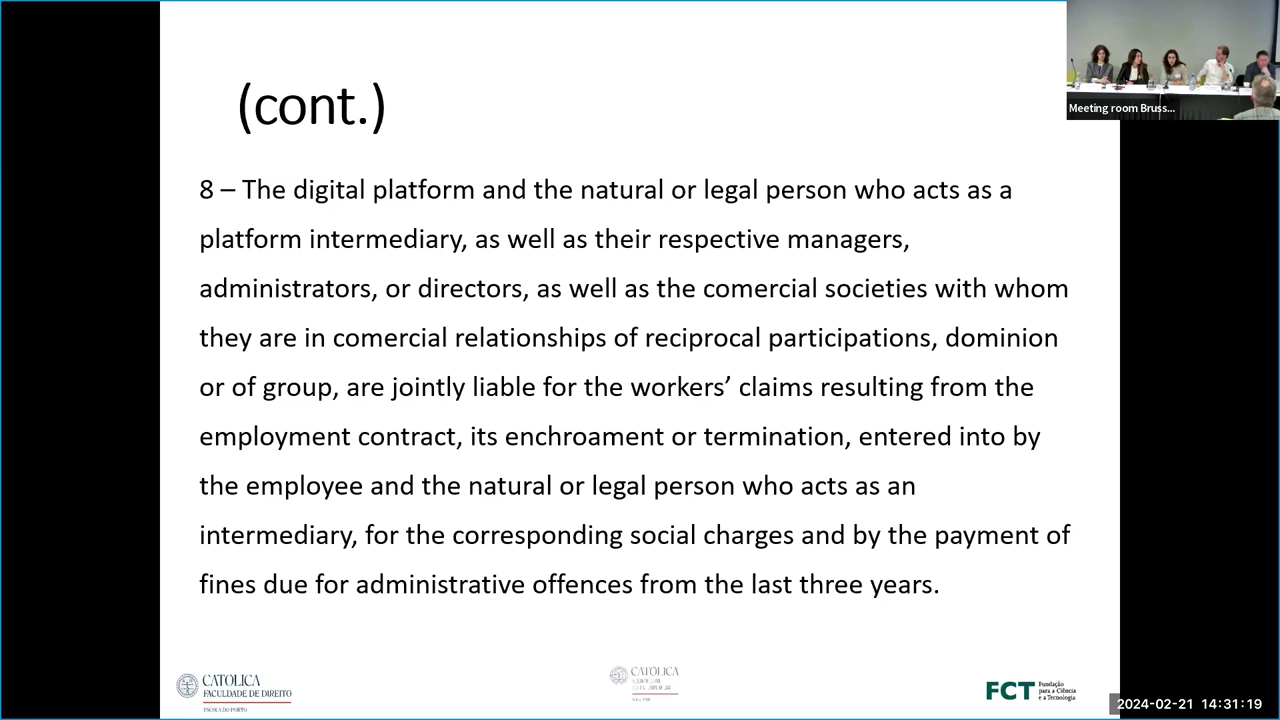 (cont.)
8 – The digital platform and the natural or legal person who acts as a
platform intermediary, as well as their respective managers,
administrators, or directors, as well as the comercial societies with whom
they are in comercial relationships of reciprocal participations, dominion
or of group, are jointly liable for the workers’ claims resulting from the
employment contract, its enchroament or termination, entered into by
the employee and the natural or legal person who acts as an
intermediary, for the corresponding social charges and by the payment of
fines due for administrative offences from the last three years.
Meeting room Bruss...
CATOLICA
FACULDADE DE DIREITO
ESCOLA DO PORTO
CATOLICA
FCT
Fundação
para a Ciência
e a Tecnologia
2024-02-21 14:31:19